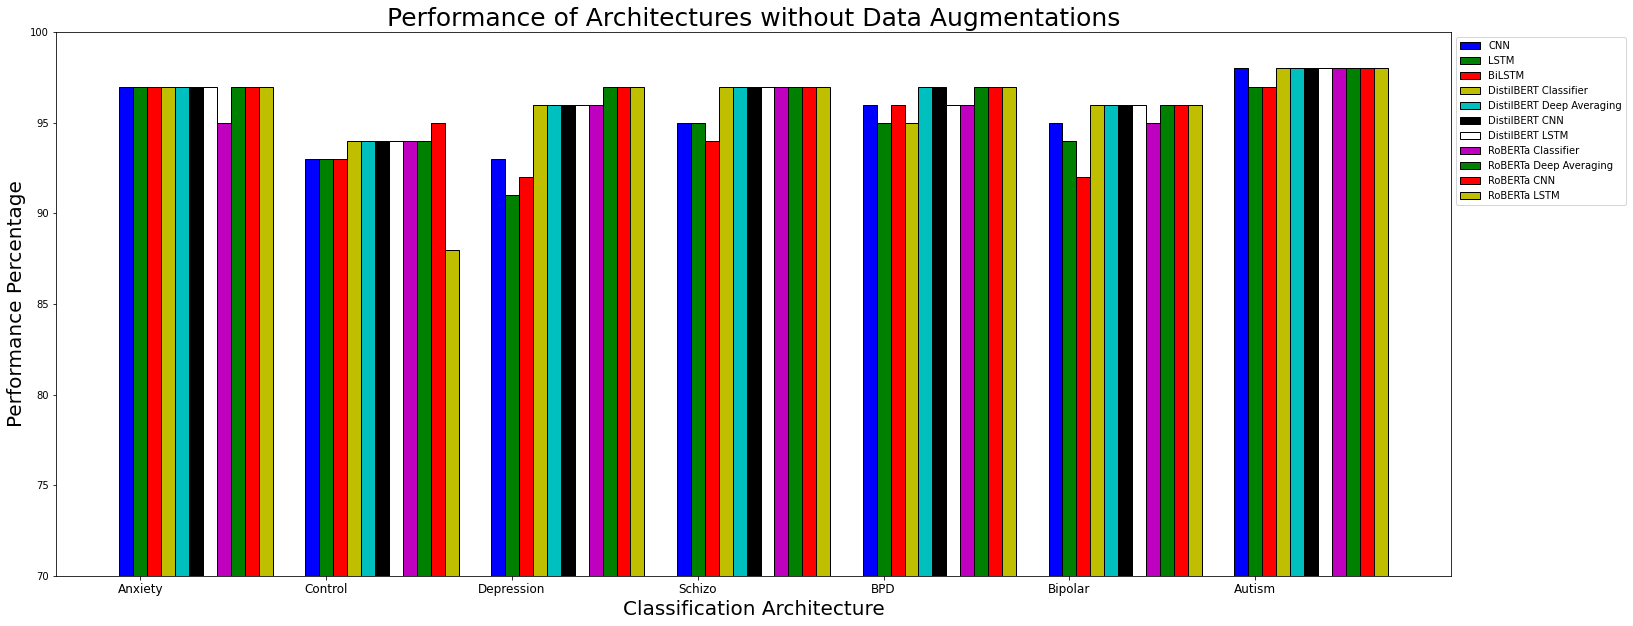 Performance of Architectures without Data Augmentations
Performance Percentage
100
95
90
85
80
75
70
Anxiety
Control
Depression
Schizo
BPD
Bipolar
Autism
Classification Architecture
CNN
LSTM
BiLSTM
DistilBERT Classifier
DistilBERT Deep Averaging
DistilBERT CNN
DistilBERT LSTM
RoBERTa Classifier
RoBERTa Deep Averaging
RoBERTa CNN
RoBERTa LSTM